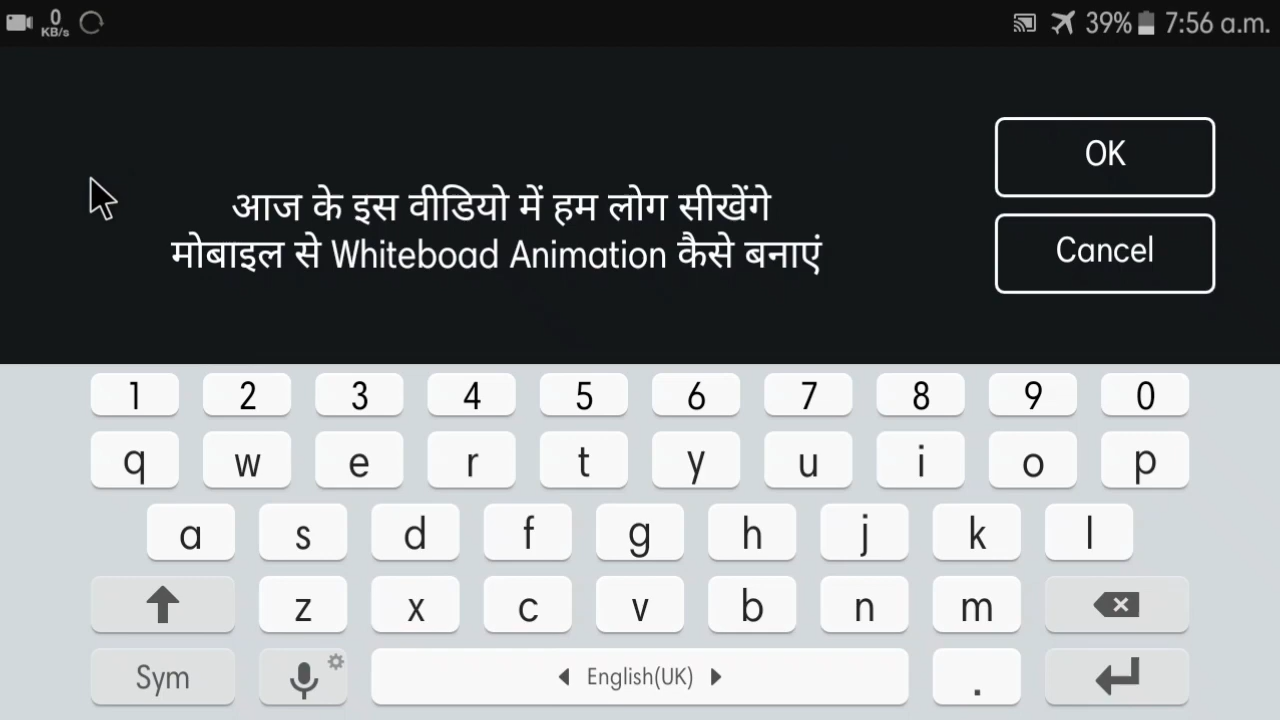 0
KB/s
39%
7:56 a.m.
OK
आज के इस वीडियो में हम लोग सीखेंगे
मोबाइल से Whiteboad Animation कैसे बनाएं
Cancel
1 2 3 4 5 6 7 8 9 0
q w e r t y u i o p
a s d f g h j k l
z x c v b n m
Sym English(UK) .